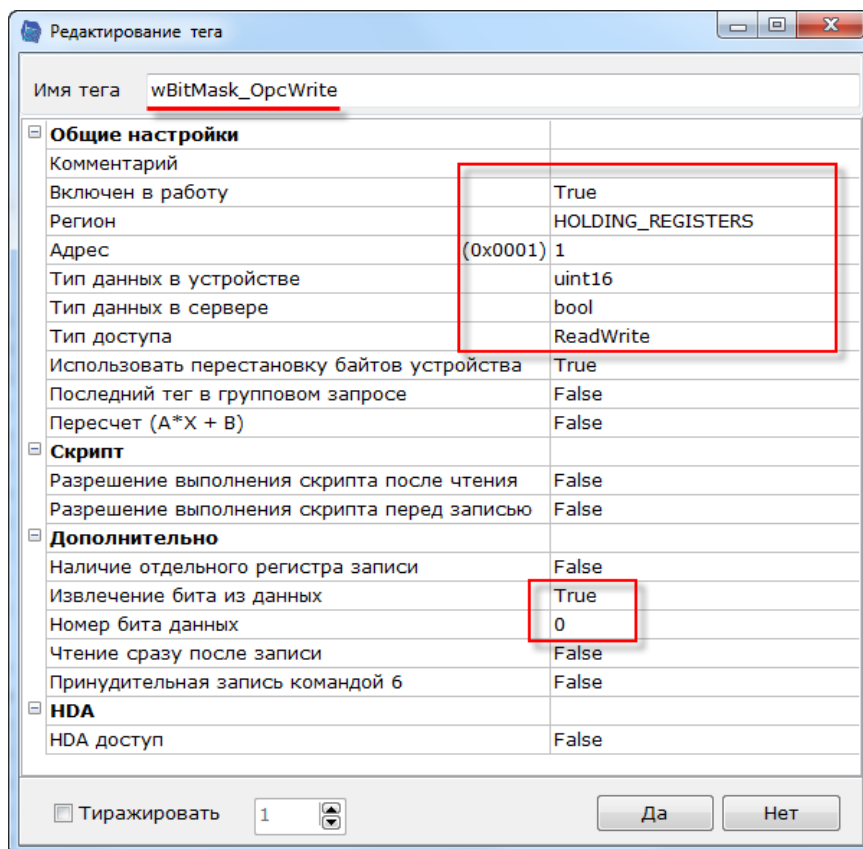 Редактирование тега
Имя тега wBitMask_OpcWrite
Общие настройки
Комментарий
Включен в работу True
Регион HOLDING_REGISTERS
Адрес (0x0001) 1
Тип данных в устройстве uint16
Тип данных в сервере bool
Тип доступа ReadWrite
Использовать перестановку байтов устройства True
Последний тег в групповом запросе False
Пересчет (A*X + B) False
Скрипт
Разрешение выполнения скрипта после чтения False
Разрешение выполнения скрипта перед записью False
Дополнительно
Наличие отдельного регистра записи False
Извлечение бита из данных True
Номер бита данных 0
Чтение сразу после записи False
Принудительная запись командой 6 False
HDA
HDA доступ False
Тиражировать 1 Да Нет